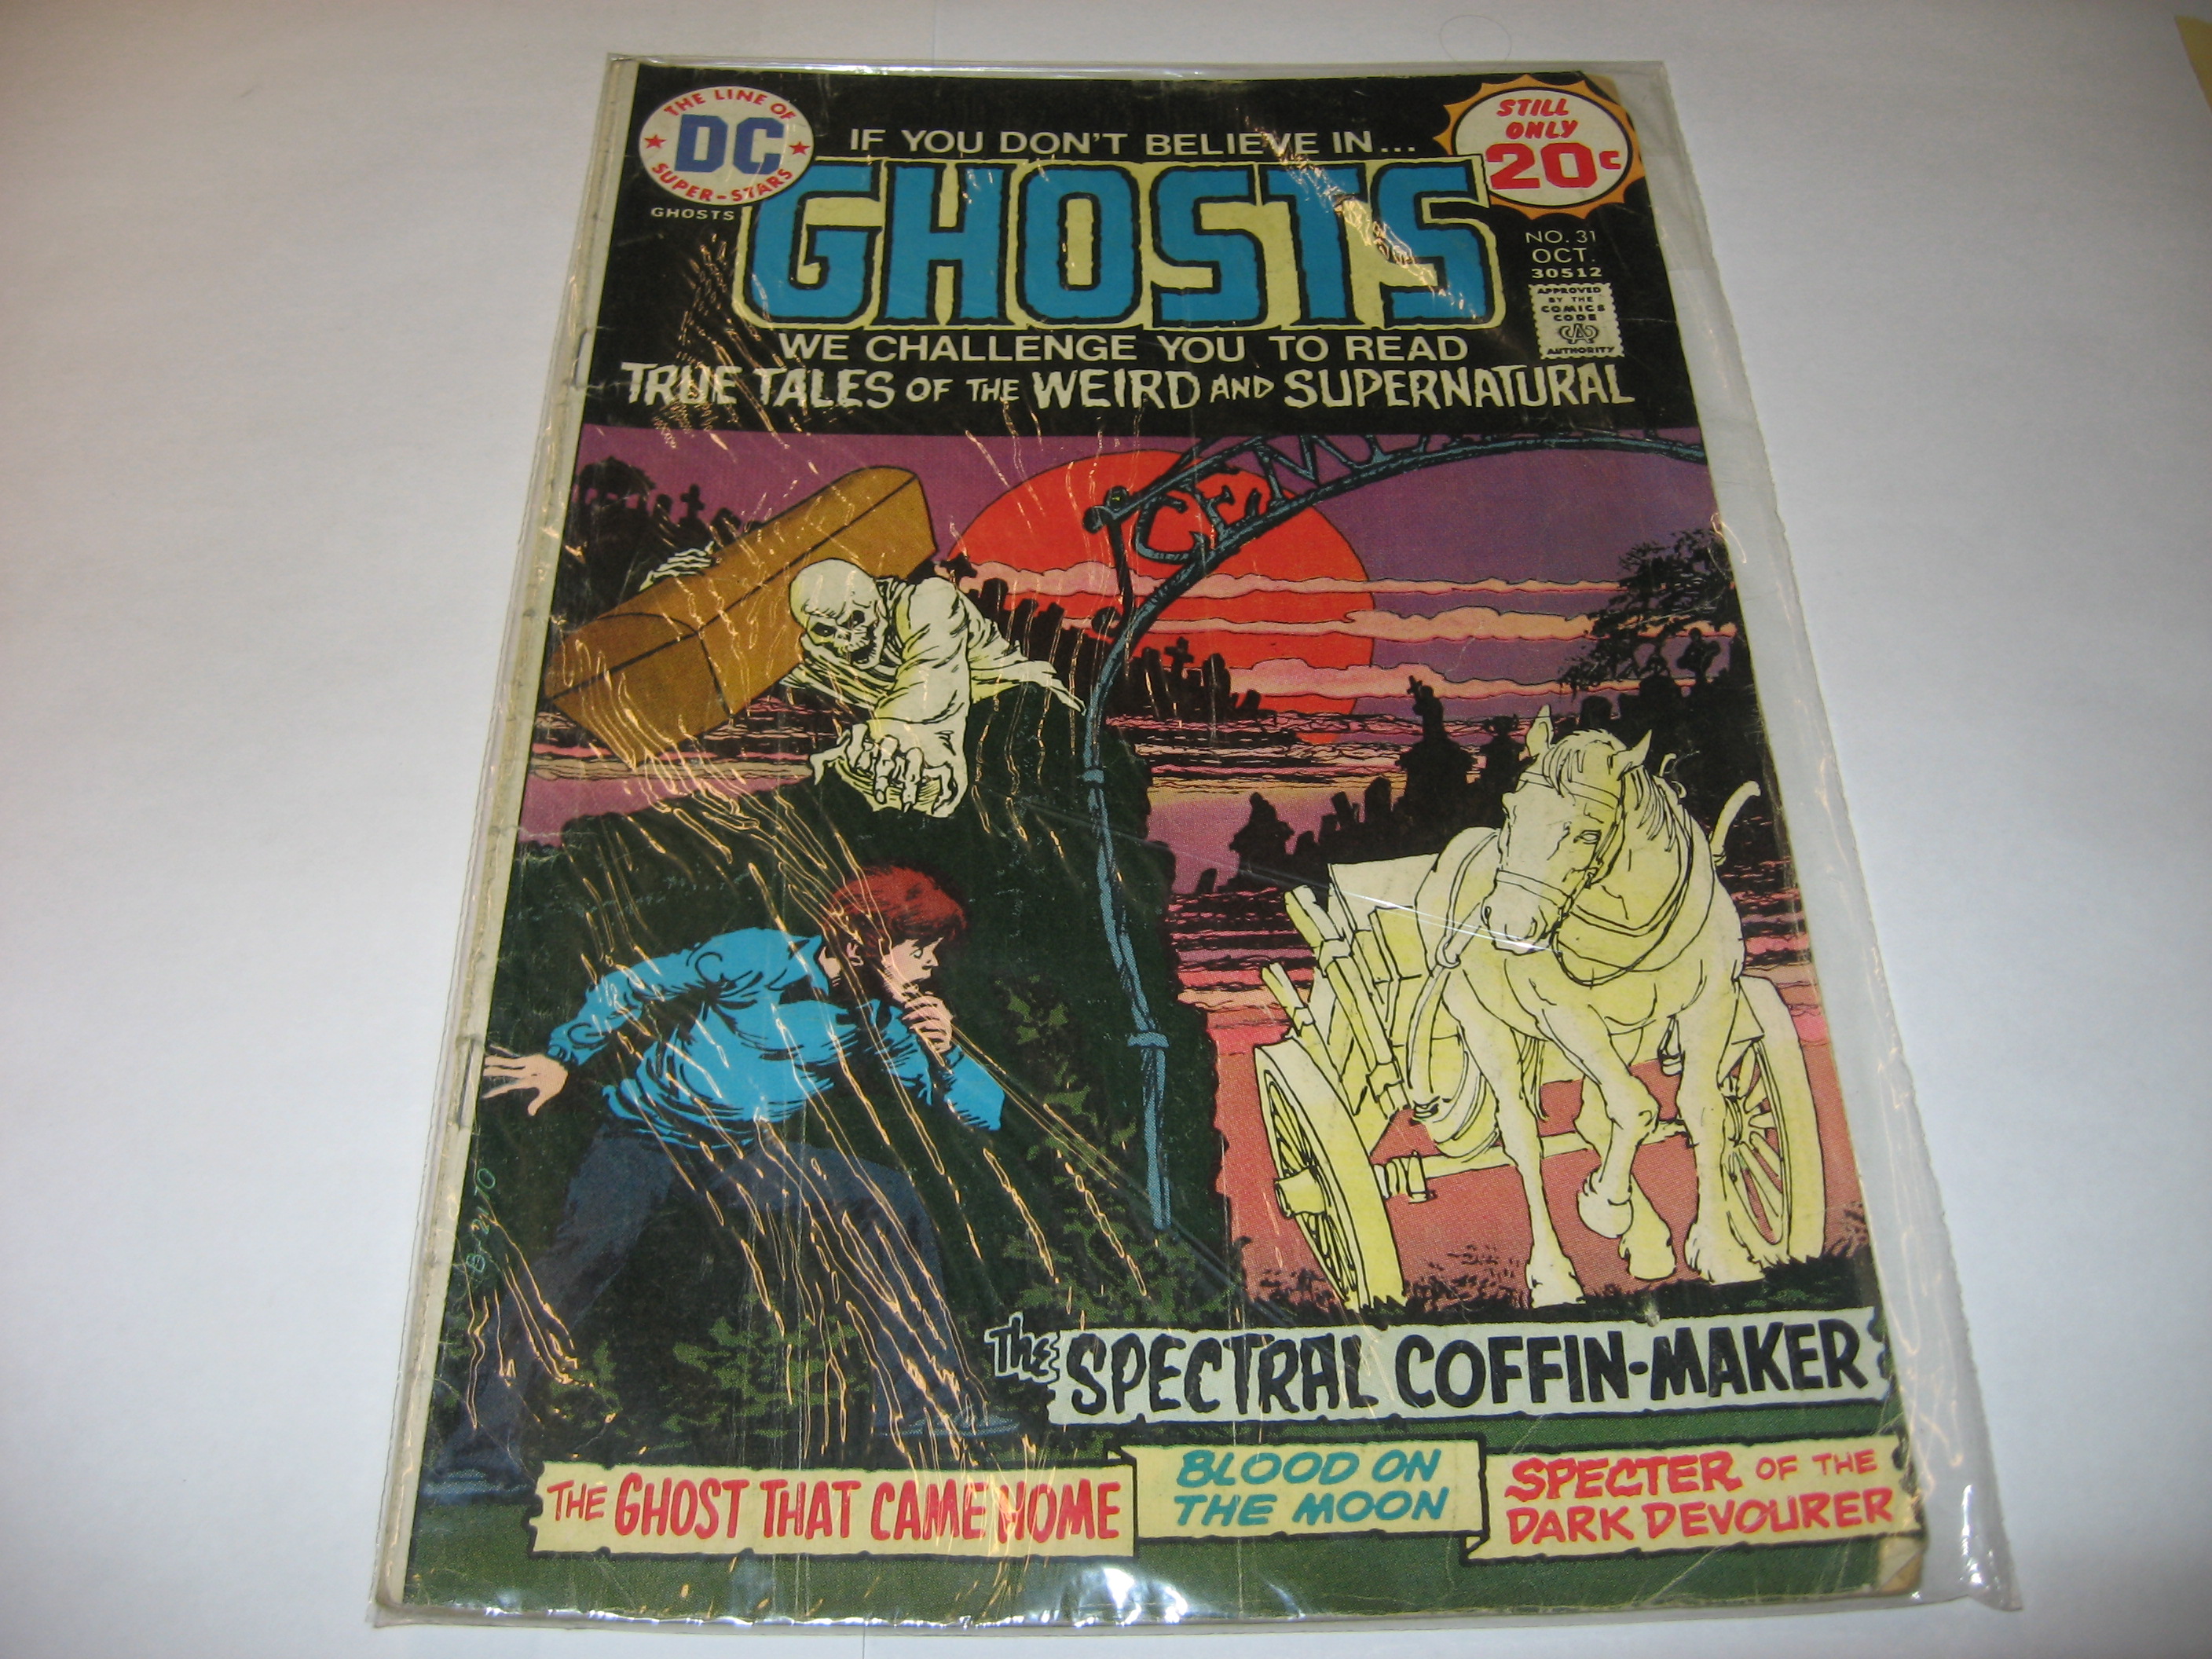 THE LINE OF
DC
SUPER-STARS
GHOSTS
IF YOU DON'T BELIEVE IN...
GHOSTS
STILL
ONLY
20c
NO. 31
OCT.
30512
APPROVED
BY THE
COMICS
CODE
CA
AUTHORITY
WE CHALLENGE YOU TO READ
TRUE TALES OF THE WEIRD AND SUPERNATURAL
The SPECTRAL COFFIN-MAKER
THE GHOST THAT CAME HOME
BLOOD ON
THE MOON
SPECTER OF THE
DARK DEVOURER